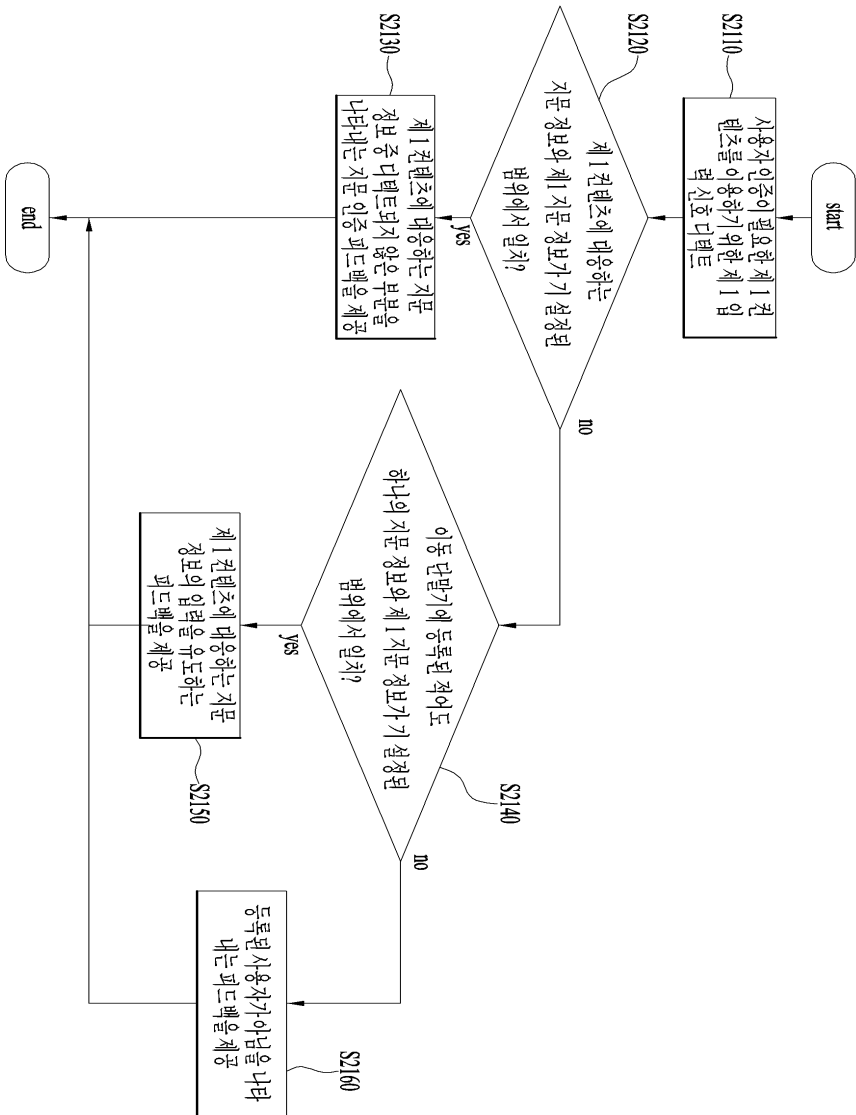 start
사용자 인증이 필요한 제 1 컨
텐츠를 이용하기 위한 제 1 입
력 신호 디텍트
S2110
제 1 컨텐츠에 대응하는
지문 정보와 제1 지문 정보가 기 설정된
범위에서 일치?
S2120
yes
no
제 1 컨텐츠에 대응하는 지문
정보 중 디텍트되지 않은 부분을
나타내는 지문 인증 피드백을 제공
S2130
이동 단말기에 등록된 적어도
하나의 지문 정보와 제 1 지문 정보가 기 설정된
범위에서 일치?
S2140
yes
no
제 1 컨텐츠에 대응하는 지문
정보의 입력을 유도하는
피드백을 제공
S2150
등록된 사용자가 아님을 나타
내는 피드백을 제공
S2160
end